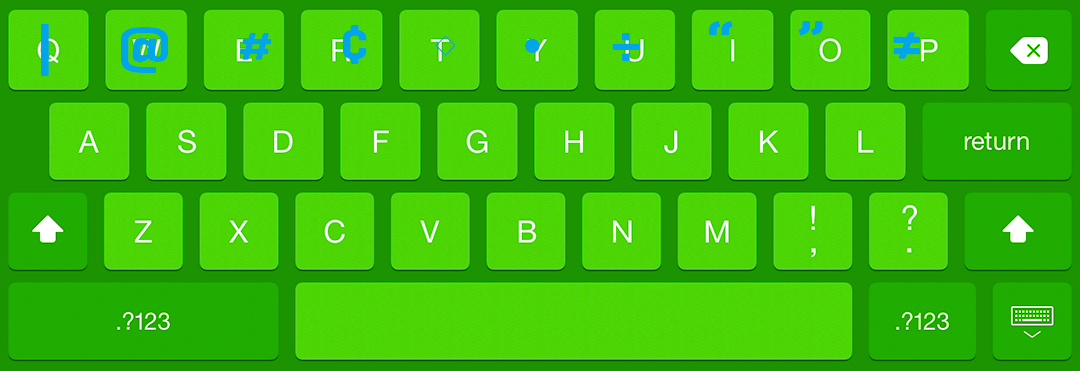 Q W E R T Y U I O P
| @ # ¢ ◇ • ÷ “ ” ≠
A S D F G H J K L return
Z X C V B N M ! , ? .
.?123 .?123